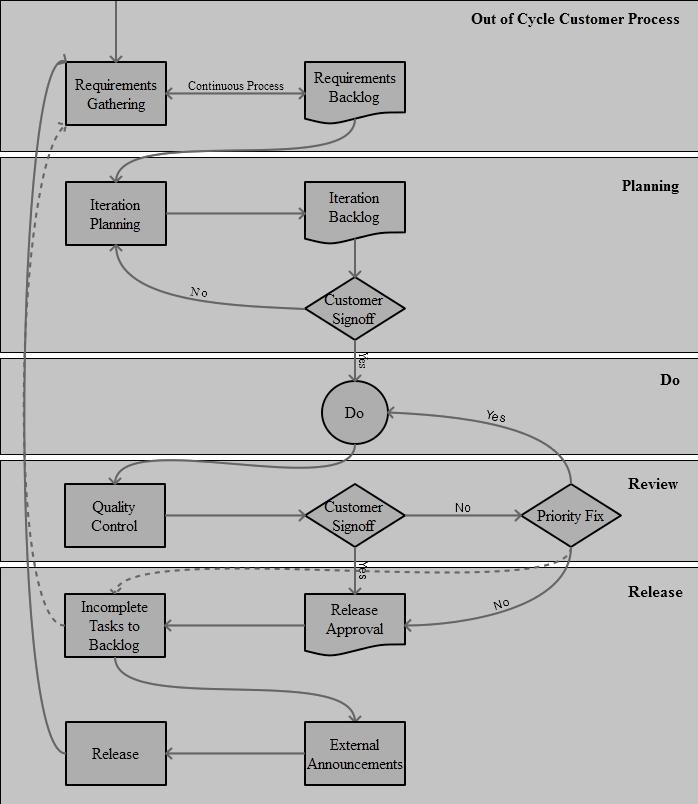 Out of Cycle Customer Process
Requirements
Gathering
Continuous Process
Requirements
Backlog
Planning
Iteration
Planning
Iteration
Backlog
No
Customer
Signoff
Yes
Do
Do
Yes
Review
Quality
Control
Customer
Signoff
No
Priority Fix
Yes
Release
Incomplete
Tasks to
Backlog
Release
Approval
No
Release
External
Announcements